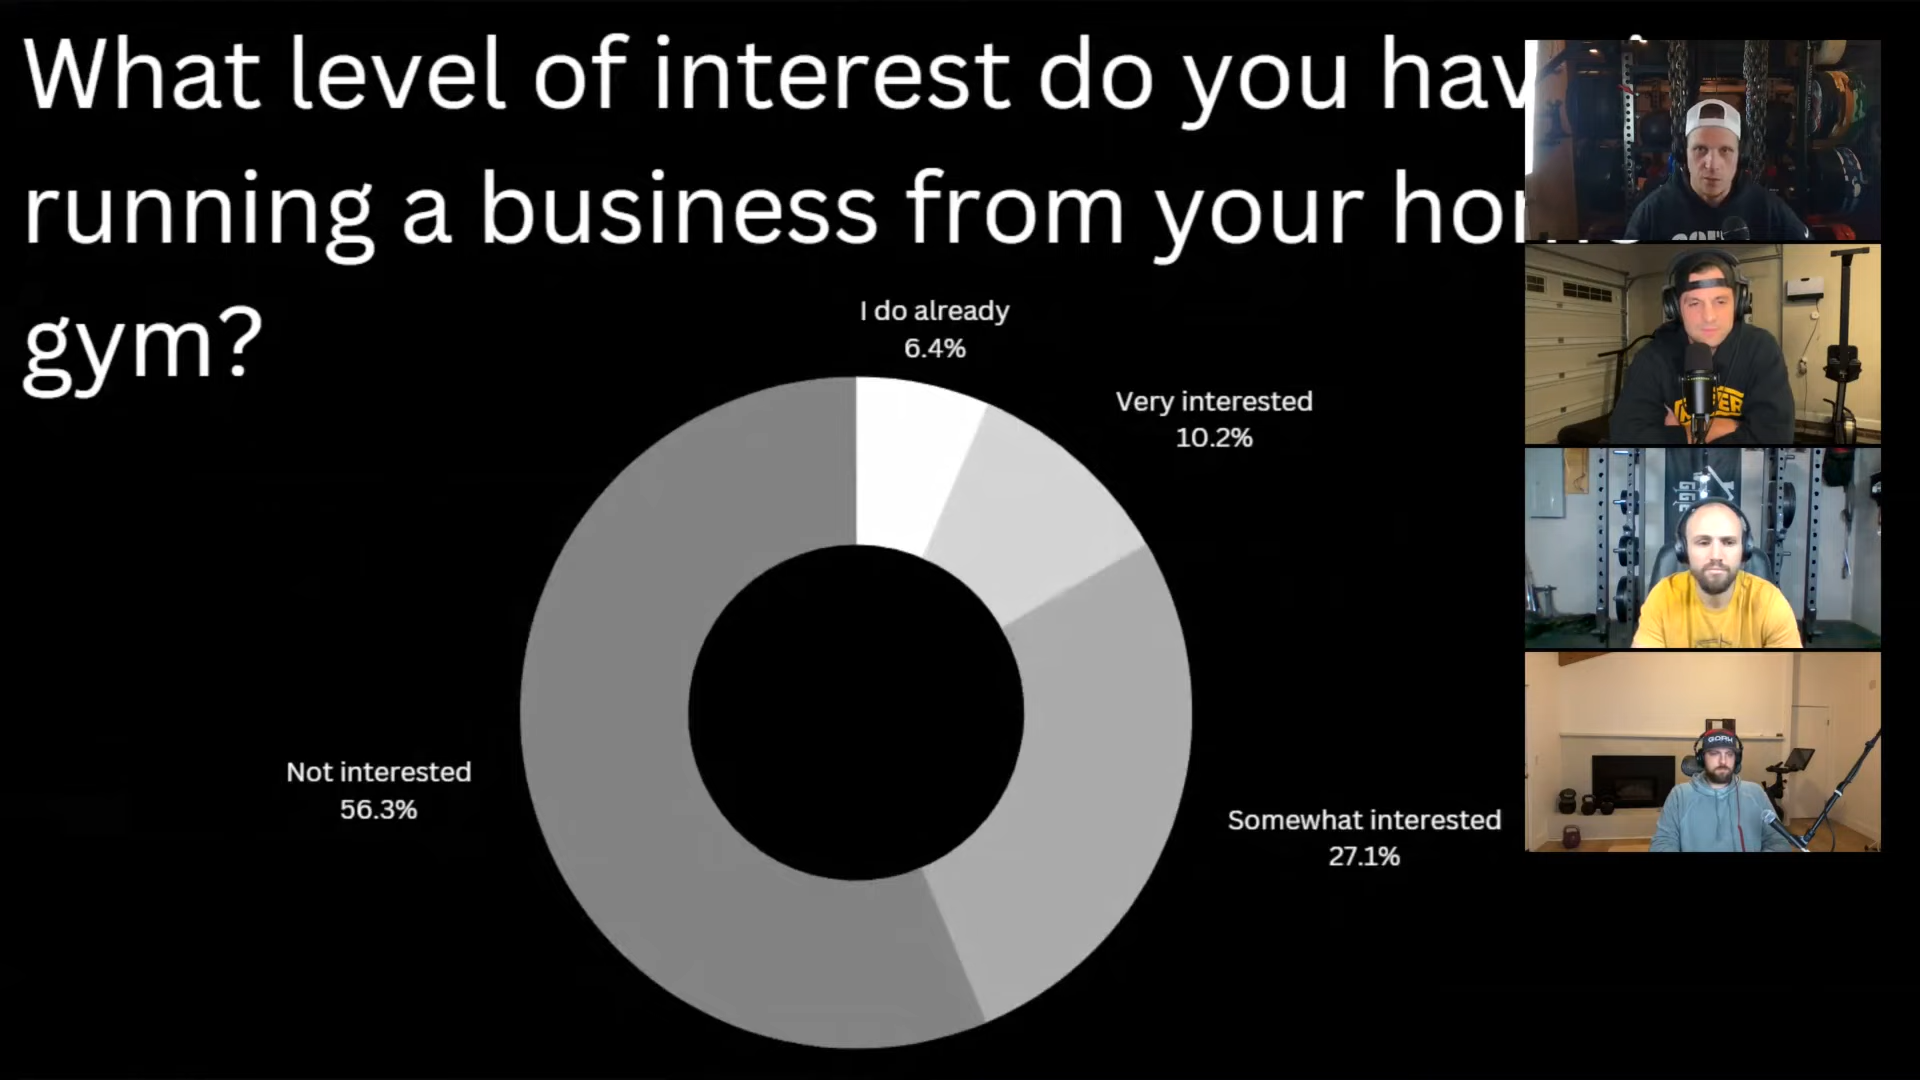 What level of interest do you hav
running a business from your hom
gym?
I do already
6.4%
Very interested
10.2%
Somewhat interested
27.1%
Not interested
56.3%